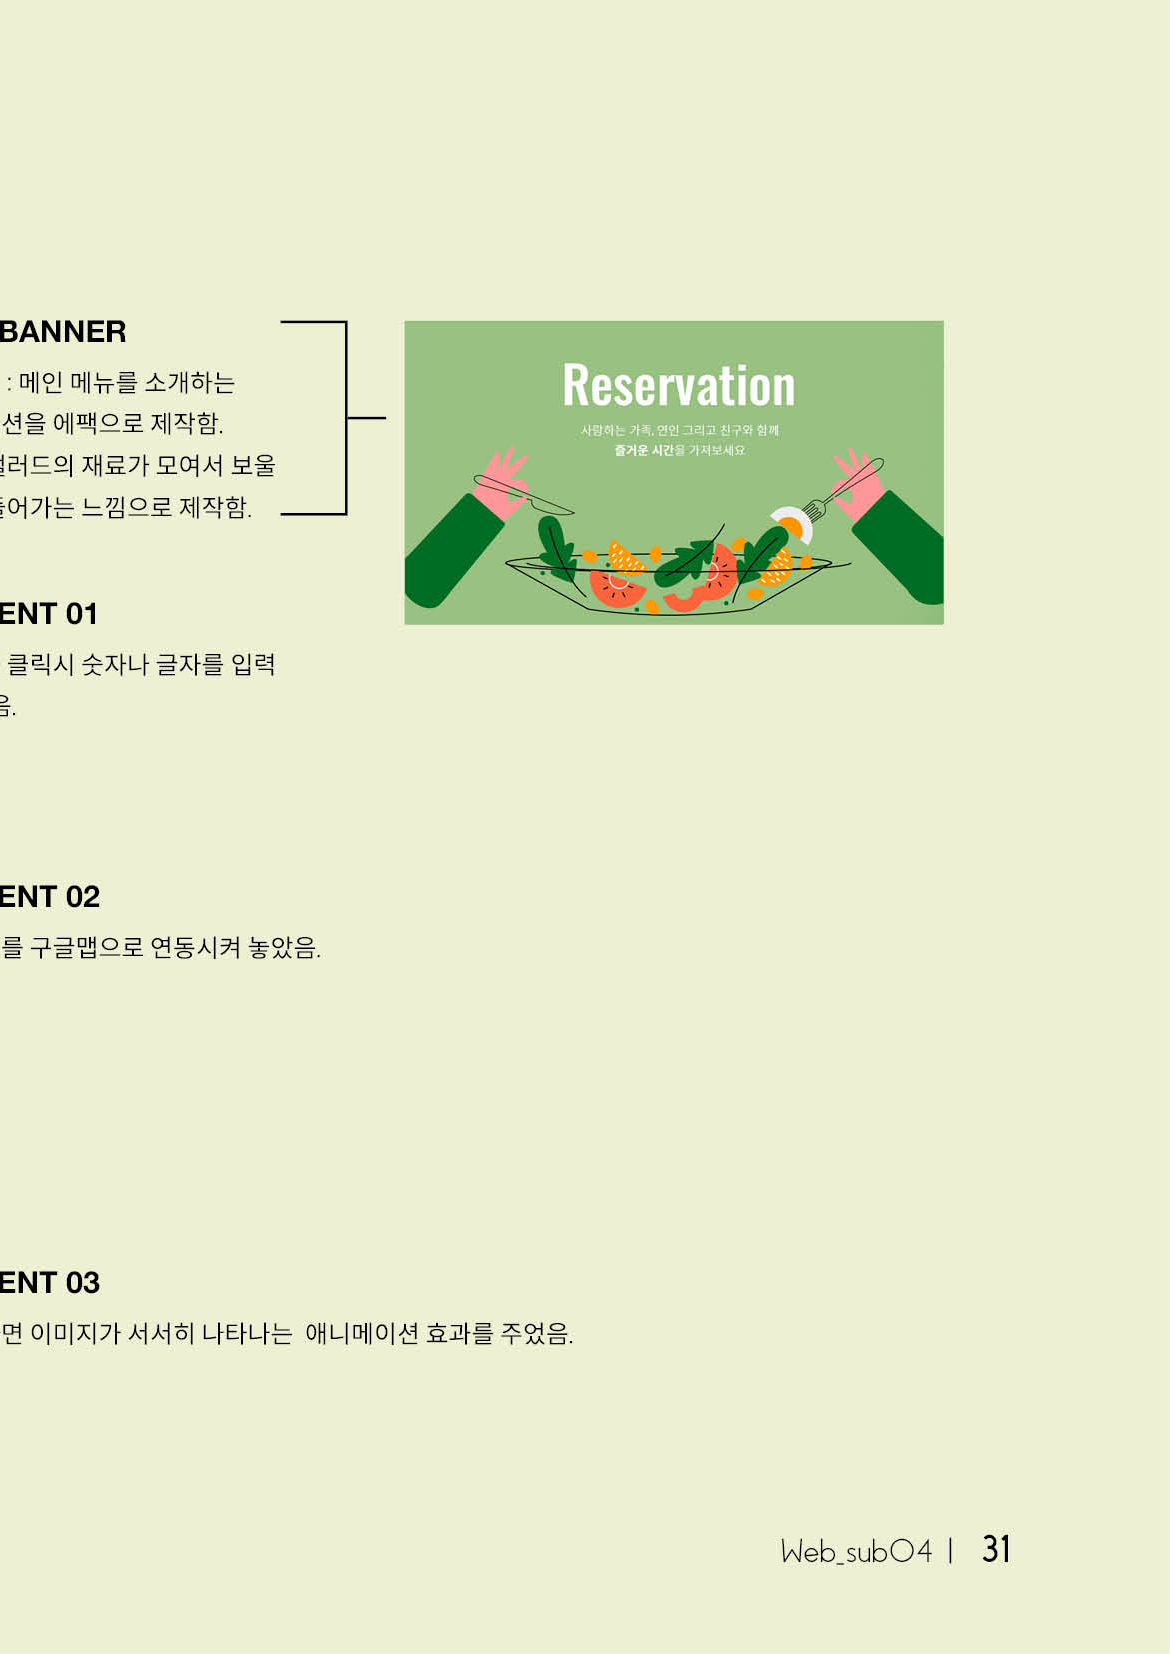 BANNER
: 메인 메뉴를 소개하는
션을 에팩으로 제작함.
러드의 재료가 모여서 보울
어가는 느낌으로 제작함.
Reservation
사랑하는 가족, 연인 그리고 친구와 함께
즐거운 시간을 가져보세요
ENT 01
클릭시 숫자나 글자를 입력
음.
ENT 02
를 구글맵으로 연동시켜 놓았음.
ENT 03
면 이미지가 서서히 나타나는 애니메이션 효과를 주었음.
Web_sub04 | 31